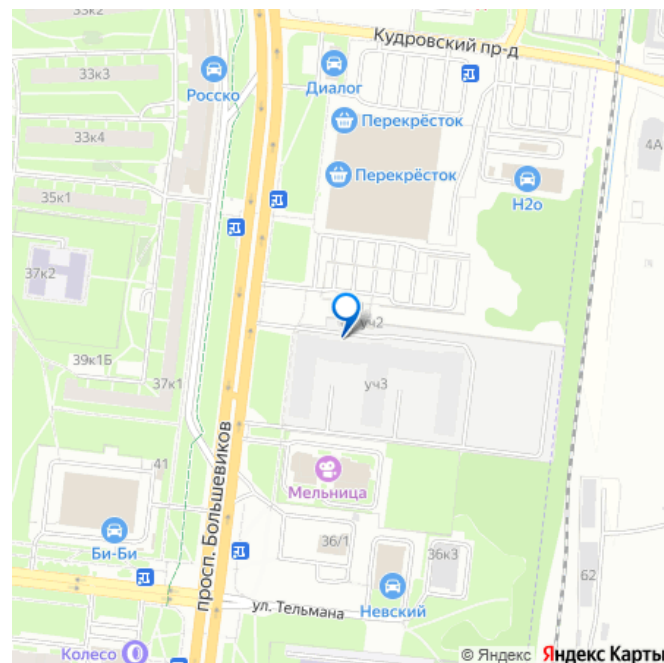 33к2
Кудровский пр-д
33к3
Росско
Диалог
Перекрёсток
33к4
4А
Перекрёсток
35к1
Н2о
37к2
уч2
39к1Б
37к1
уч3
просп. Большевиков
41
Мельница
Би-Би
36/1
36к3
62
ул. Тельмана
Невский
Колесо
© Яндекс Яндекс Карты